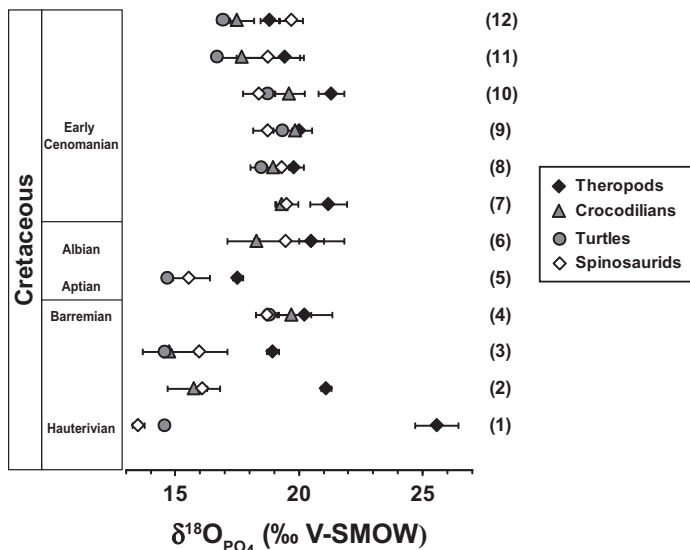 Cretaceous
Early
Cenomanian
Albian
Aptian
Barremian
Hauterivian
(12)
(11)
(10)
(9)
(8)
(7)
(6)
(5)
(4)
(3)
(2)
(1)
Theropods
Crocodilians
Turtles
Spinosaurids
15 20 25
δ¹⁸O_PO₄ (‰ V-SMOW)